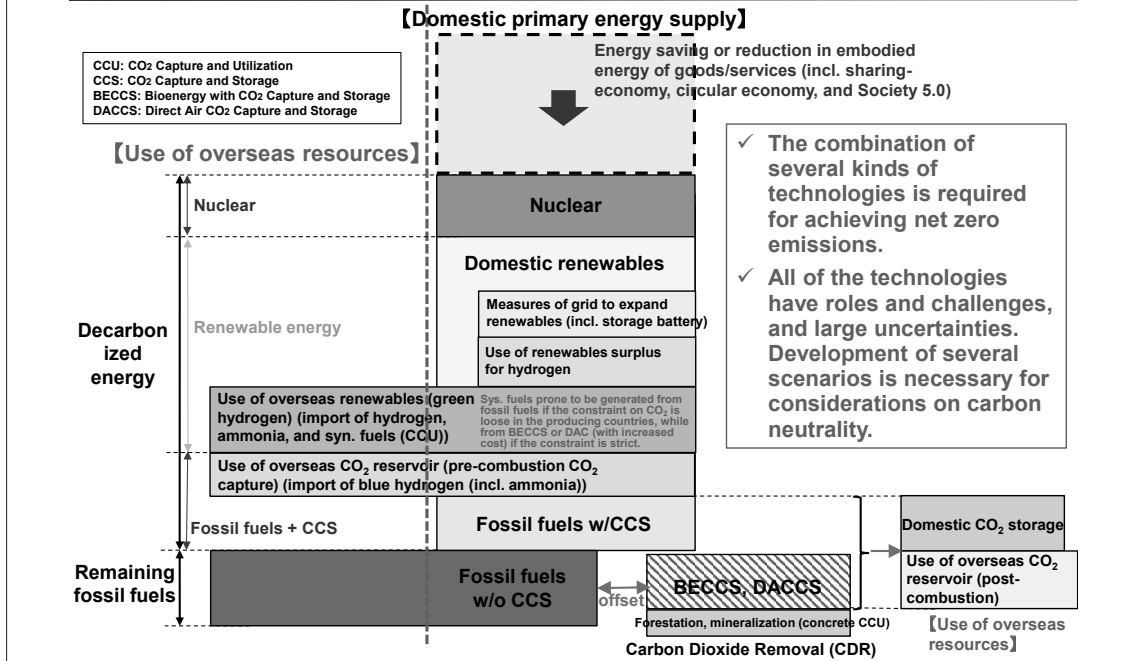 【Domestic primary energy supply】
CCU: CO2 Capture and Utilization
CCS: CO2 Capture and Storage
BECCS: Bioenergy with CO2 Capture and Storage
DACCS: Direct Air CO2 Capture and Storage
Energy saving or reduction in embodied
energy of goods/services (incl. sharing-
economy, circular economy, and Society 5.0)
【Use of overseas resources】
Nuclear
Nuclear
Domestic renewables
Measures of grid to expand
renewables (incl. storage battery)
Use of renewables surplus
for hydrogen
Renewable energy
Decarbon
ized
energy
Use of overseas renewables (green
hydrogen) (import of hydrogen,
ammonia, and syn. fuels (CCU))
Sys. fuels prone to be generated from
fossil fuels if the constraint on CO2 is
loose in the producing countries, while
from BECCS or DAC (with increased
cost) if the constraint is strict.
Use of overseas CO2 reservoir (pre-combustion CO2
capture) (import of blue hydrogen (incl. ammonia))
Fossil fuels + CCS
Fossil fuels w/CCS
Remaining
fossil fuels
Fossil fuels
w/o CCS
offset
BECCS, DACCS
Forestation, mineralization (concrete CCU)
Carbon Dioxide Removal (CDR)
✓ The combination of
several kinds of
technologies is required
for achieving net zero
emissions.
✓ All of the technologies
have roles and challenges,
and large uncertainties.
Development of several
scenarios is necessary for
considerations on carbon
neutrality.
Domestic CO2 storage
Use of overseas CO2
reservoir (post-
combustion)
【Use of overseas
resources】